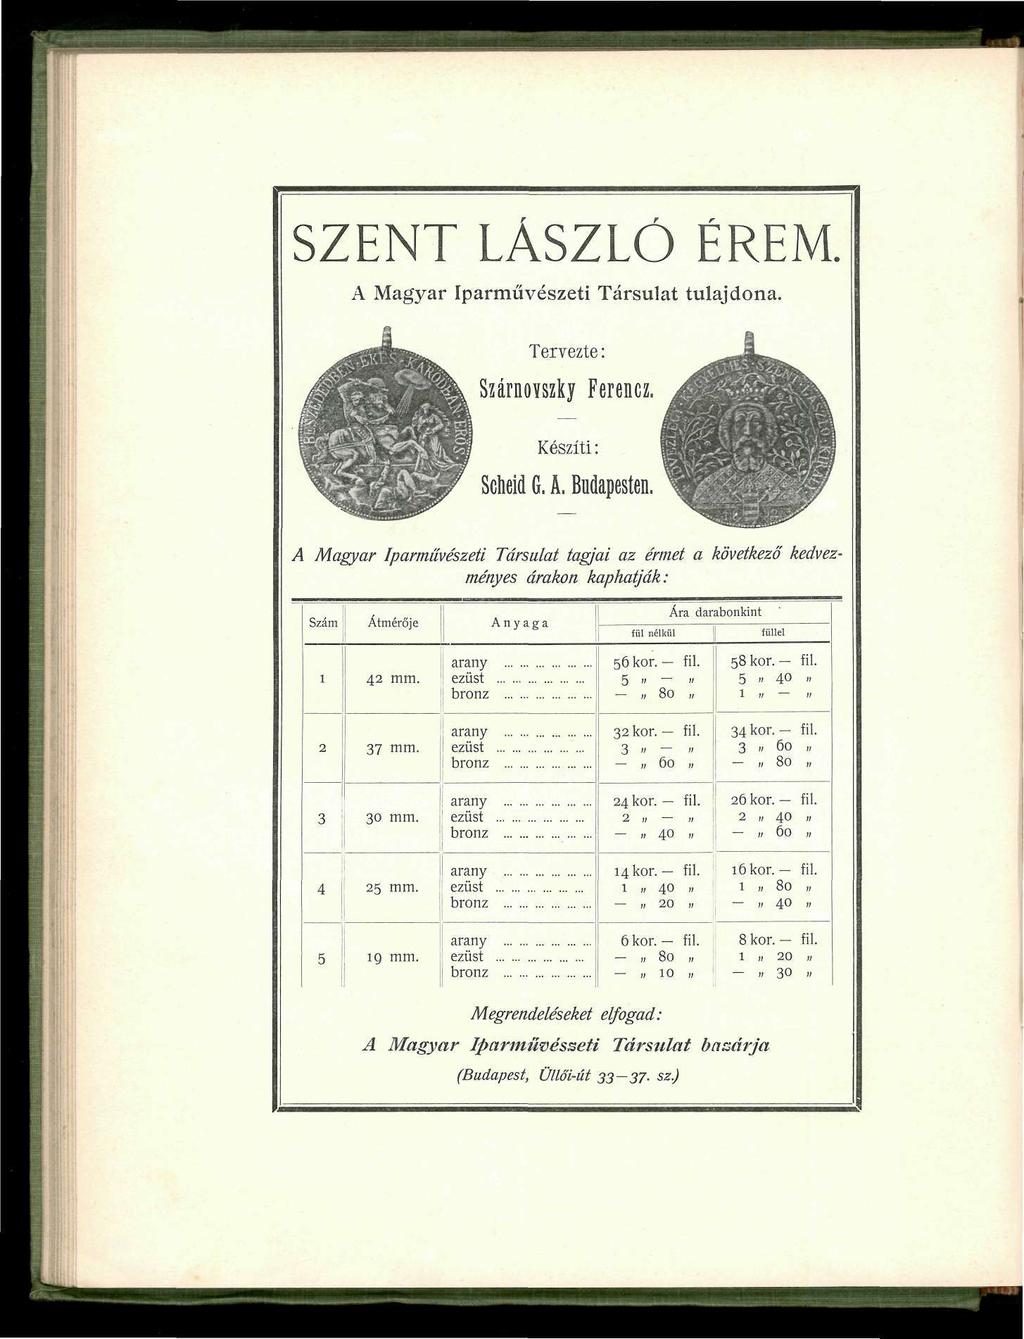 SZENT LÁSZLÓ ÉREM.
A Magyar Iparművészeti Társulat tulajdona.
Tervezte:
Szárnovszky Ferencz.
Készíti:
Scheid G. A. Budapesten.
A Magyar Iparművészeti Társulat tagjai az érmet a következő kedvez-
ményes árakon kaphatják:
Szám Átmérője Anyaga Ára darabonkint
fül nélkül füllel
arany ... ... ... ... ... ... 56 kor. — fil. 58 kor. — fil.
1 42 mm. ezüst ... ... ... ... ... ... 5 „ — „ 5 „ 40 „
bronz ... ... ... ... ... ... — „ 80 „ 1 „ — „
arany ... ... ... ... ... ... 32 kor. — fil. 34 kor. — fil.
2 37 mm. ezüst ... ... ... ... ... ... 3 „ — „ 3 „ 60 „
bronz ... ... ... ... ... ... — „ 60 „ — „ 80 „
arany ... ... ... ... ... ... 24 kor. — fil. 26 kor. — fil.
3 30 mm. ezüst ... ... ... ... ... ... 2 „ — „ 2 „ 40 „
bronz ... ... ... ... ... ... — „ 40 „ — „ 60 „
arany ... ... ... ... ... ... 14 kor. — fil. 16 kor. — fil.
4 25 mm. ezüst ... ... ... ... ... ... 1 „ 40 „ 1 „ 80 „
bronz ... ... ... ... ... ... — „ 20 „ — „ 40 „
arany ... ... ... ... ... ... 6 kor. — fil. 8 kor. — fil.
5 19 mm. ezüst ... ... ... ... ... ... — „ 80 „ 1 „ 20 „
bronz ... ... ... ... ... ... — „ 10 „ — „ 30 „
Megrendeléseket elfogad:
A Magyar Iparművészeti Társulat bazárja
(Budapest, Üllői-út 33—37. sz.)